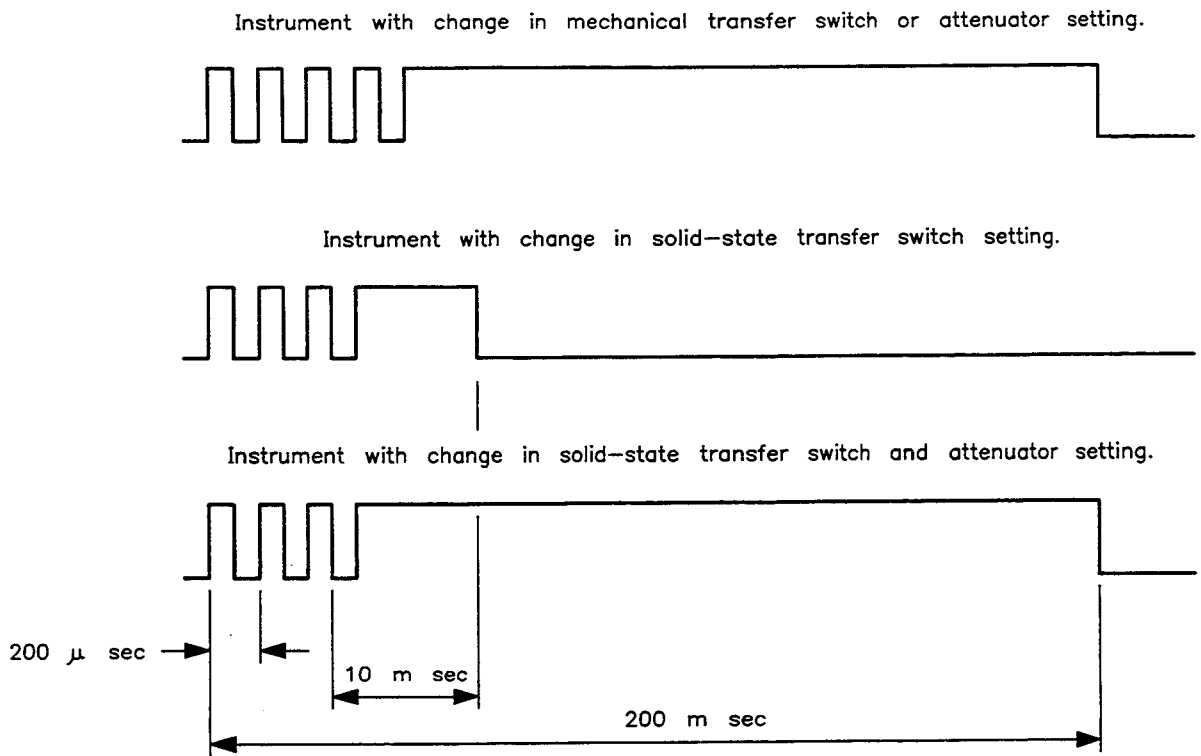 Instrument with change in mechanical transfer switch or attenuator setting.
Instrument with change in solid-state transfer switch setting.
Instrument with change in solid-state transfer switch and attenuator setting.
200 μ sec
10 m sec
200 m sec